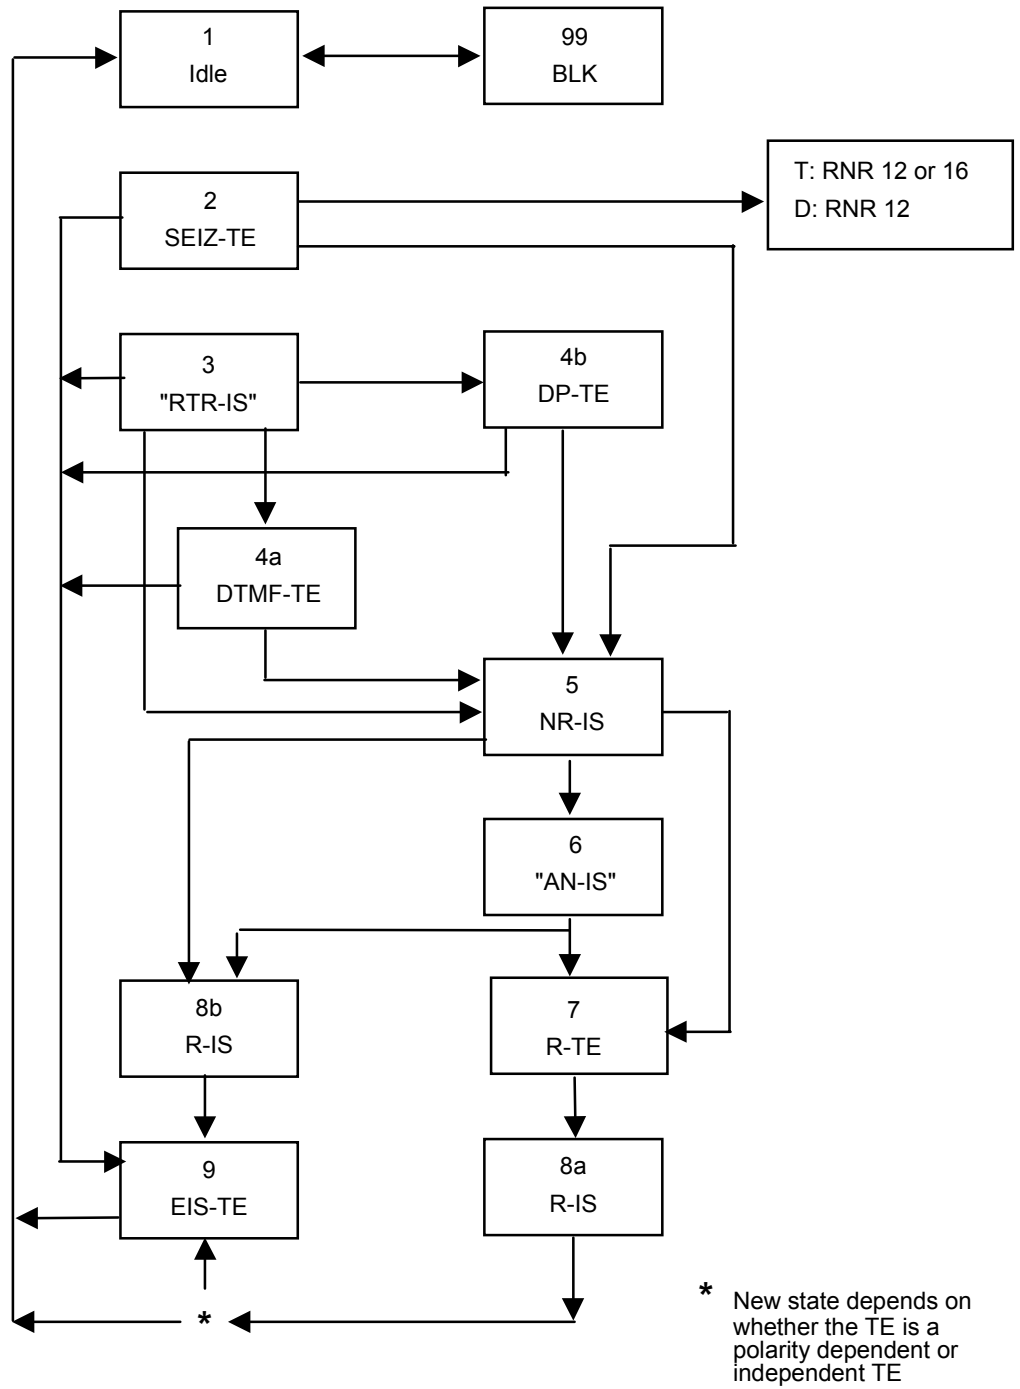 1
Idle
99
BLK
T: RNR 12 or 16
D: RNR 12
2
SEIZ-TE
3
"RTR-IS"
4b
DP-TE
4a
DTMF-TE
5
NR-IS
6
"AN-IS"
8b
R-IS
7
R-TE
9
EIS-TE
8a
R-IS
*
* New state depends on
whether the TE is a
polarity dependent or
independent TE